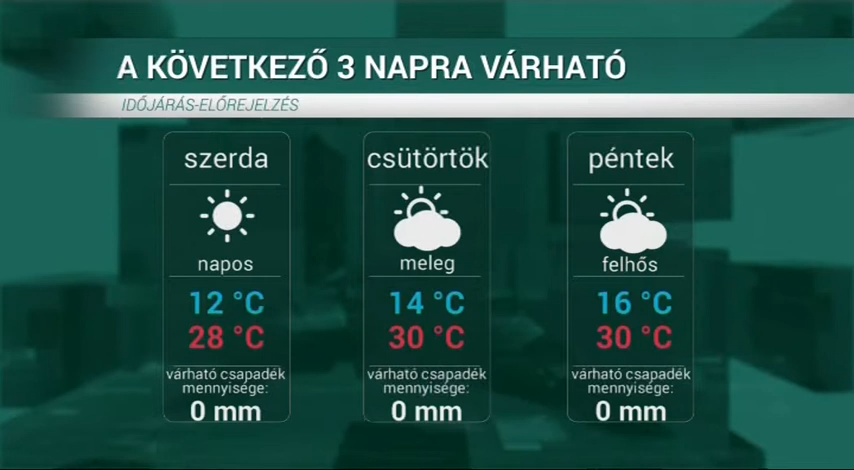 A KÖVETKEZŐ 3 NAPRA VÁRHATÓ
IDŐJÁRÁS-ELŐREJELZÉS
szerda
napos
12 °C
28 °C
várható csapadék
mennyisége:
0 mm
csütörtök
meleg
14 °C
30 °C
várható csapadék
mennyisége:
0 mm
péntek
felhős
16 °C
30 °C
várható csapadék
mennyisége:
0 mm